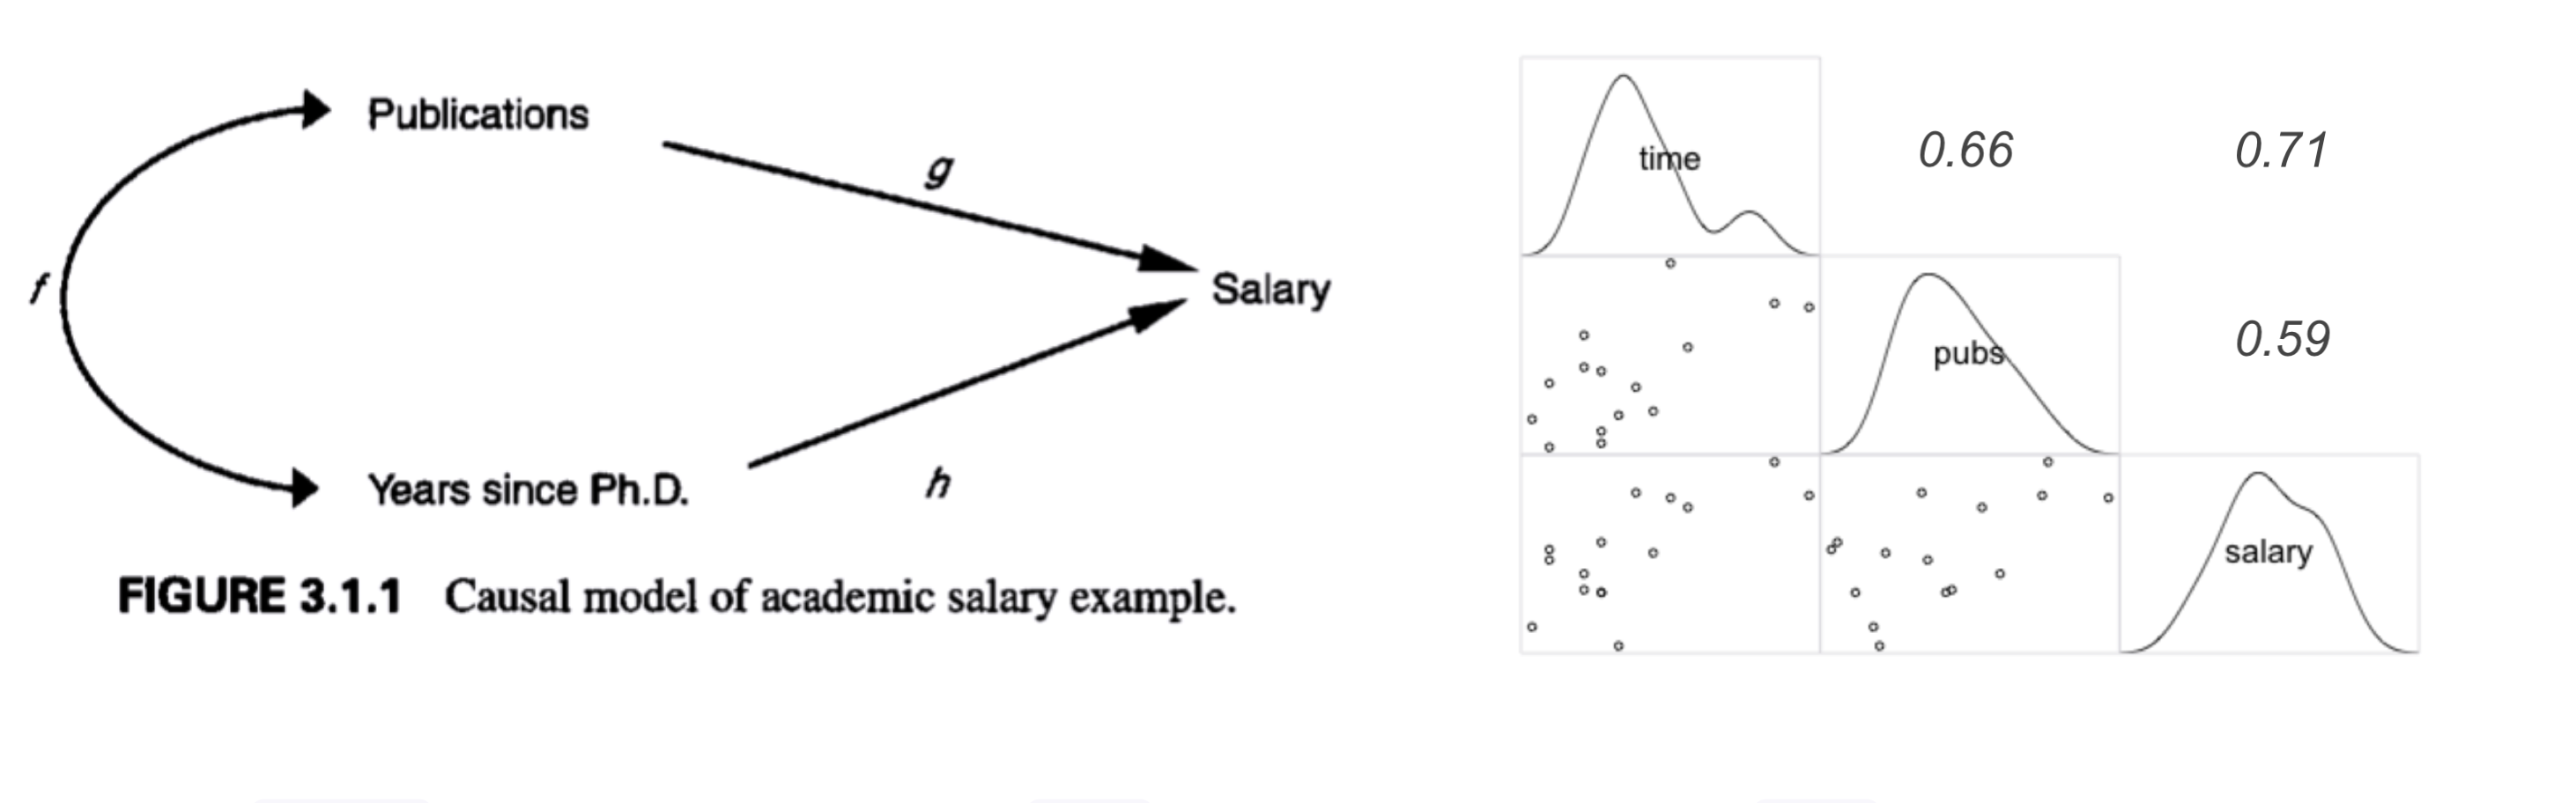 Publications
g
f
Salary
Years since Ph.D.
h
FIGURE 3.1.1 Causal model of academic salary example.
time
0.66
0.71
pubs
0.59
salary